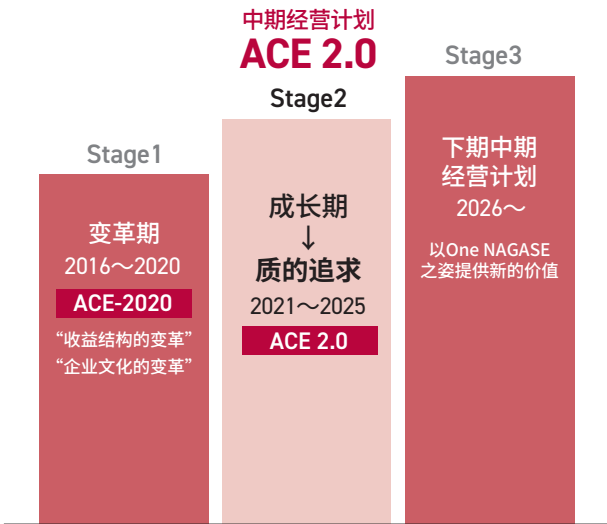 中期经营计划
ACE 2.0
Stage1
变革期
2016～2020
ACE-2020
“收益结构的变革”
“企业文化的变革”
Stage2
成长期
↓
质的追求
2021～2025
ACE 2.0
Stage3
下期中期
经营计划
2026～
以One NAGASE
之姿提供新的价值